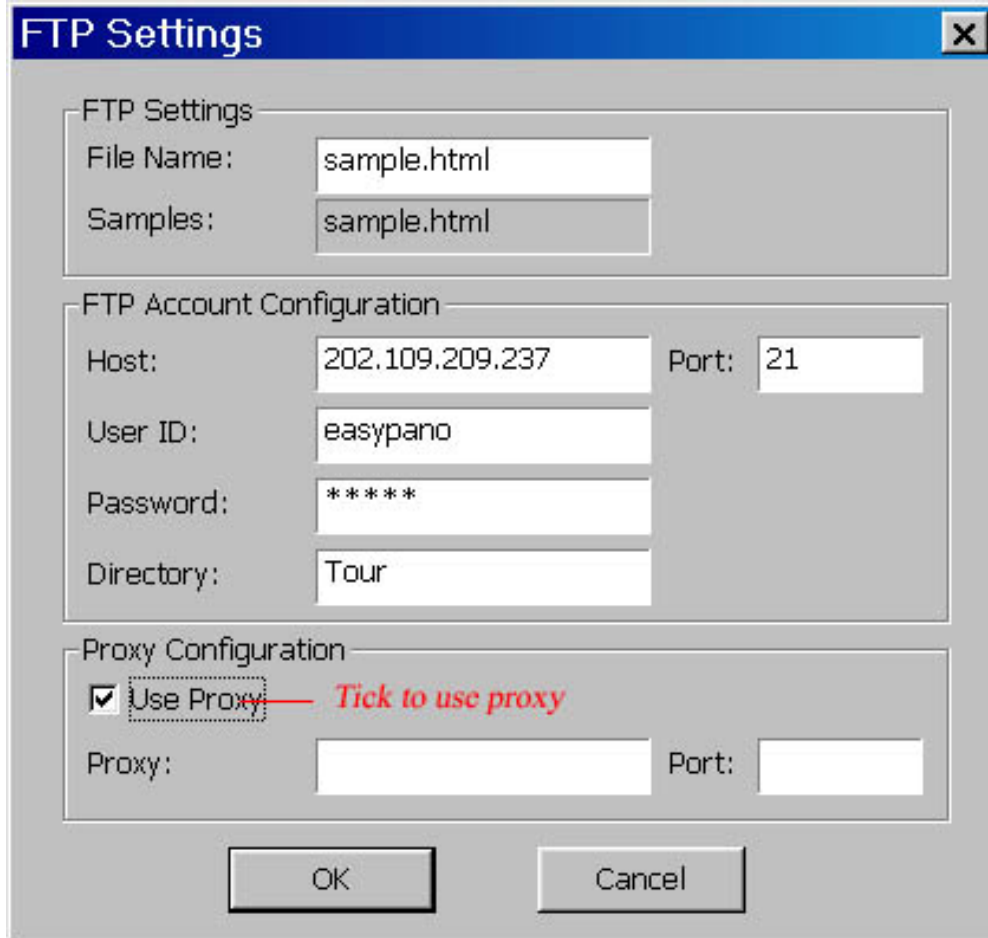 FTP Settings
FTP Settings
File Name: sample.html
Samples: sample.html
FTP Account Configuration
Host: 202.109.209.237 Port: 21
User ID: easypano
Password: *****
Directory: Tour
Proxy Configuration
Use Proxy Tick to use proxy
Proxy: Port:
OK Cancel